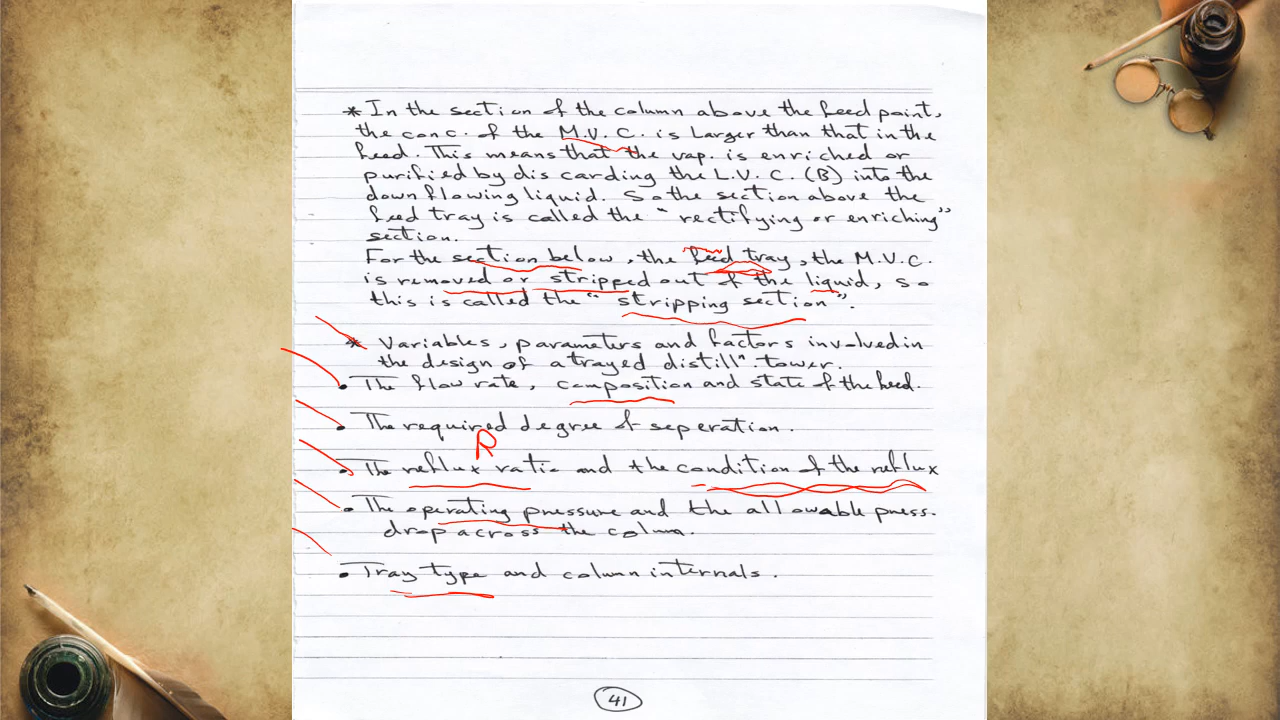 * In the section of the column above the feed point,
the conc. of the M.V.C. is Larger than that in the
feed. This means that the vap. is enriched or
purified by discarding the L.V.C. (B) into the
down flowing liquid. So the section above the
feed tray is called the "rectifying or enriching"
section.
For the section below, the feed tray, the M.V.C.
is removed or stripped out of the liquid, so
this is called the "stripping section".
* Variables, parameters and factors involved in
the design of a trayed distillⁿ. tower.
• The flow rate, composition and state of the feed.
• The required degree of seperation.
R
• The reflux ratio and the condition of the reflux
• The operating pressure and the allowable press.
drop across the column.
• Tray type and column internals.
41